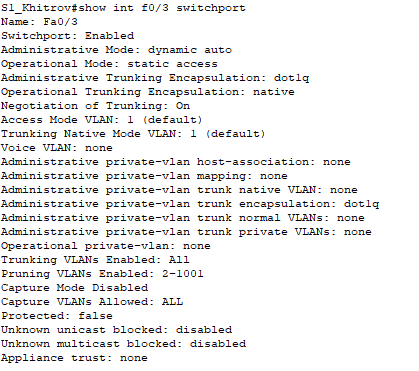 S1_Khitrov#show int f0/3 switchport
Name: Fa0/3
Switchport: Enabled
Administrative Mode: dynamic auto
Operational Mode: static access
Administrative Trunking Encapsulation: dot1q
Operational Trunking Encapsulation: native
Negotiation of Trunking: On
Access Mode VLAN: 1 (default)
Trunking Native Mode VLAN: 1 (default)
Voice VLAN: none
Administrative private-vlan host-association: none
Administrative private-vlan mapping: none
Administrative private-vlan trunk native VLAN: none
Administrative private-vlan trunk encapsulation: dot1q
Administrative private-vlan trunk normal VLANs: none
Administrative private-vlan trunk private VLANs: none
Operational private-vlan: none
Trunking VLANs Enabled: All
Pruning VLANs Enabled: 2-1001
Capture Mode Disabled
Capture VLANs Allowed: ALL
Protected: false
Unknown unicast blocked: disabled
Unknown multicast blocked: disabled
Appliance trust: none